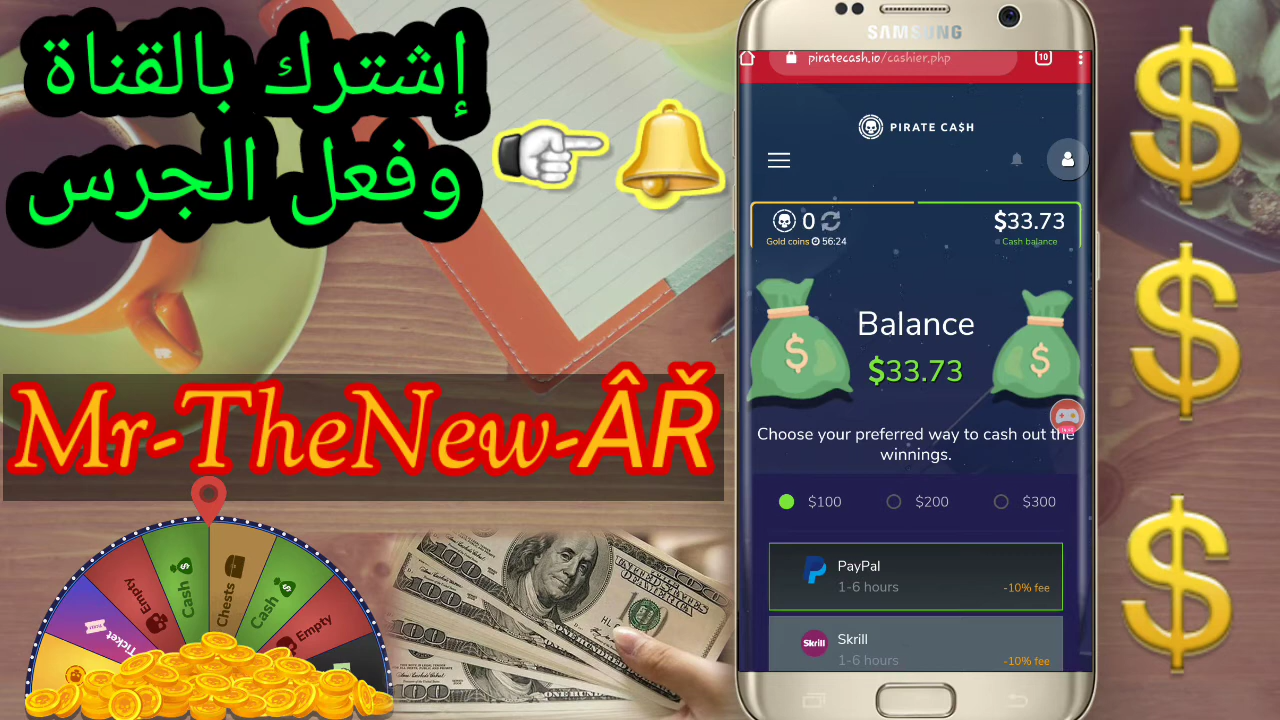 إشترك بالقناة
وفعل الجرس
Mr-TheNew-ÂŘ
Ticket
Empty
Cash
Chests
Cash
Empty
SAMSUNG
piratecash.io/cashier.php
10
PIRATE CA$H
0
Gold coins 56:24
$33.73
Cash balance
Balance
$33.73
Choose your preferred way to cash out the
winnings.
$100 $200 $300
PayPal
1-6 hours -10% fee
Skrill
Skrill
1-6 hours -10% fee